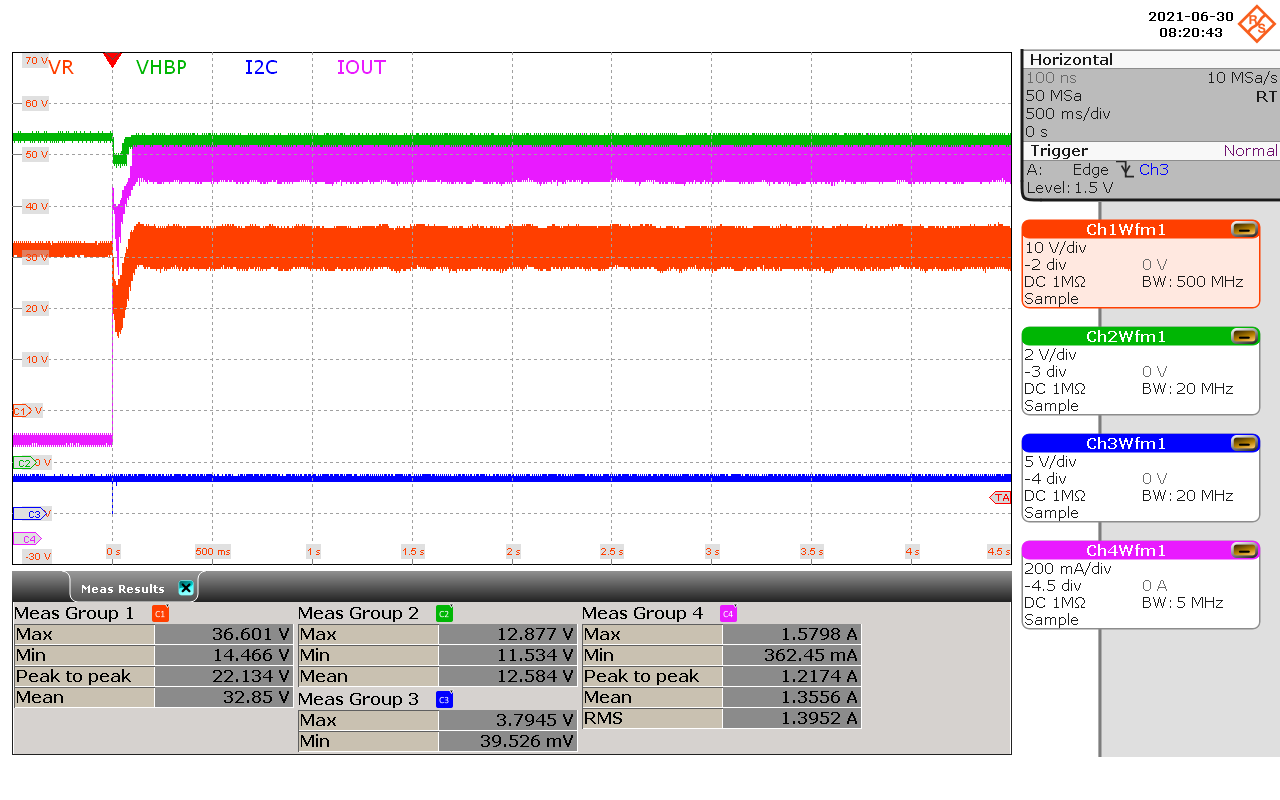 2021-06-30
08:20:43
R&S
VR VHBP I2C IOUT
70 V
60 V
50 V
40 V
30 V
20 V
10 V
C1 V
C2 0 V
C3 V
C4
-30 V
TA
0 s 500 ms 1 s 1.5 s 2 s 2.5 s 3 s 3.5 s 4 s 4.5 s
Horizontal
100 ns 10 MSa/s
50 MSa RT
500 ms/div
0 s
Trigger Normal
A: Edge Ch3
Level: 1.5 V
Ch1Wfm1
10 V/div
-2 div 0 V
DC 1MΩ BW: 500 MHz
Sample
Ch2Wfm1
2 V/div
-3 div 0 V
DC 1MΩ BW: 20 MHz
Sample
Ch3Wfm1
5 V/div
-4 div 0 V
DC 1MΩ BW: 20 MHz
Sample
Ch4Wfm1
200 mA/div
-4.5 div 0 A
DC 1MΩ BW: 5 MHz
Sample
Meas Results
Meas Group 1 C1
Max 36.601 V
Min 14.466 V
Peak to peak 22.134 V
Mean 32.85 V
Meas Group 2 C2
Max 12.877 V
Min 11.534 V
Mean 12.584 V
Meas Group 3 C3
Max 3.7945 V
Min 39.526 mV
Meas Group 4 C4
Max 1.5798 A
Min 362.45 mA
Peak to peak 1.2174 A
Mean 1.3556 A
RMS 1.3952 A